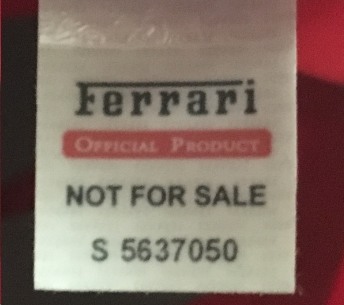 Ferrari
OFFICIAL PRODUCT
NOT FOR SALE
S 5637050